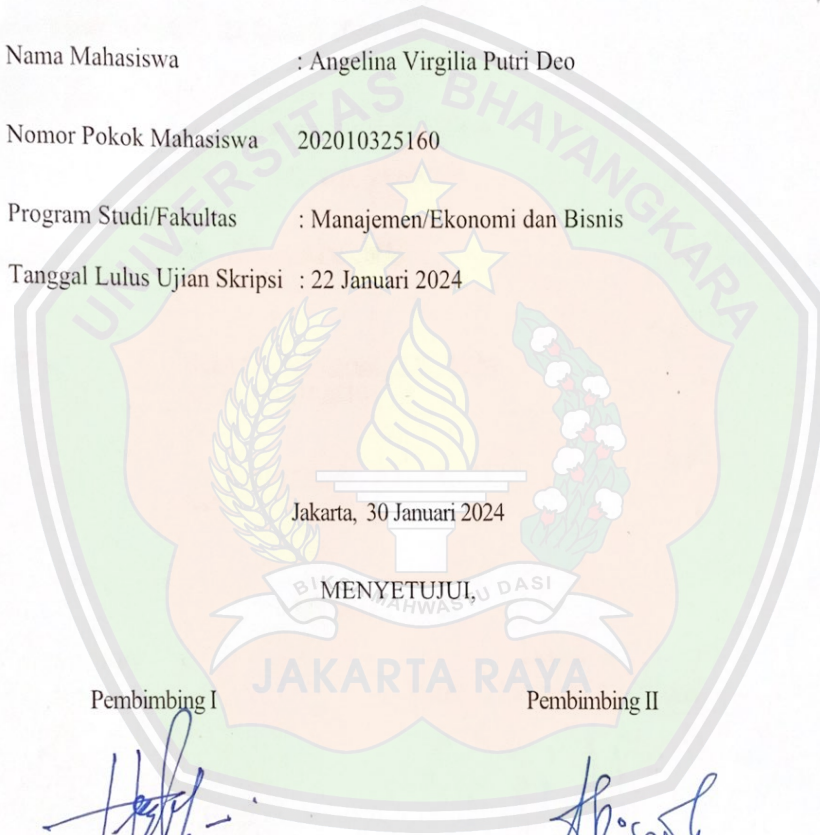 Nama Mahasiswa : Angelina Virgilia Putri Deo
Nomor Pokok Mahasiswa 202010325160
Program Studi/Fakultas : Manajemen/Ekonomi dan Bisnis
Tanggal Lulus Ujian Skripsi : 22 Januari 2024
Jakarta, 30 Januari 2024
MENYETUJUI,
Pembimbing I Pembimbing II
UNIVERSITAS BHAYANGKARA
DASI
JAKARTA RAYA